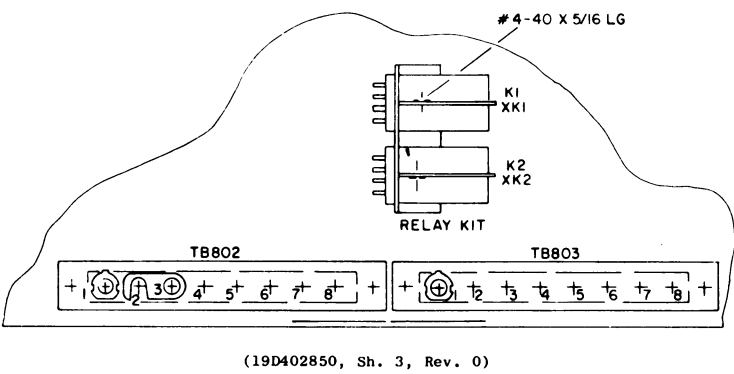 #4-40 X 5/16 LG
K1
XK1
K2
XK2
RELAY KIT
TB802
TB803
1 2 3 4 5 6 7 8
1 2 3 4 5 6 7 8
(19D402850, Sh. 3, Rev. 0)